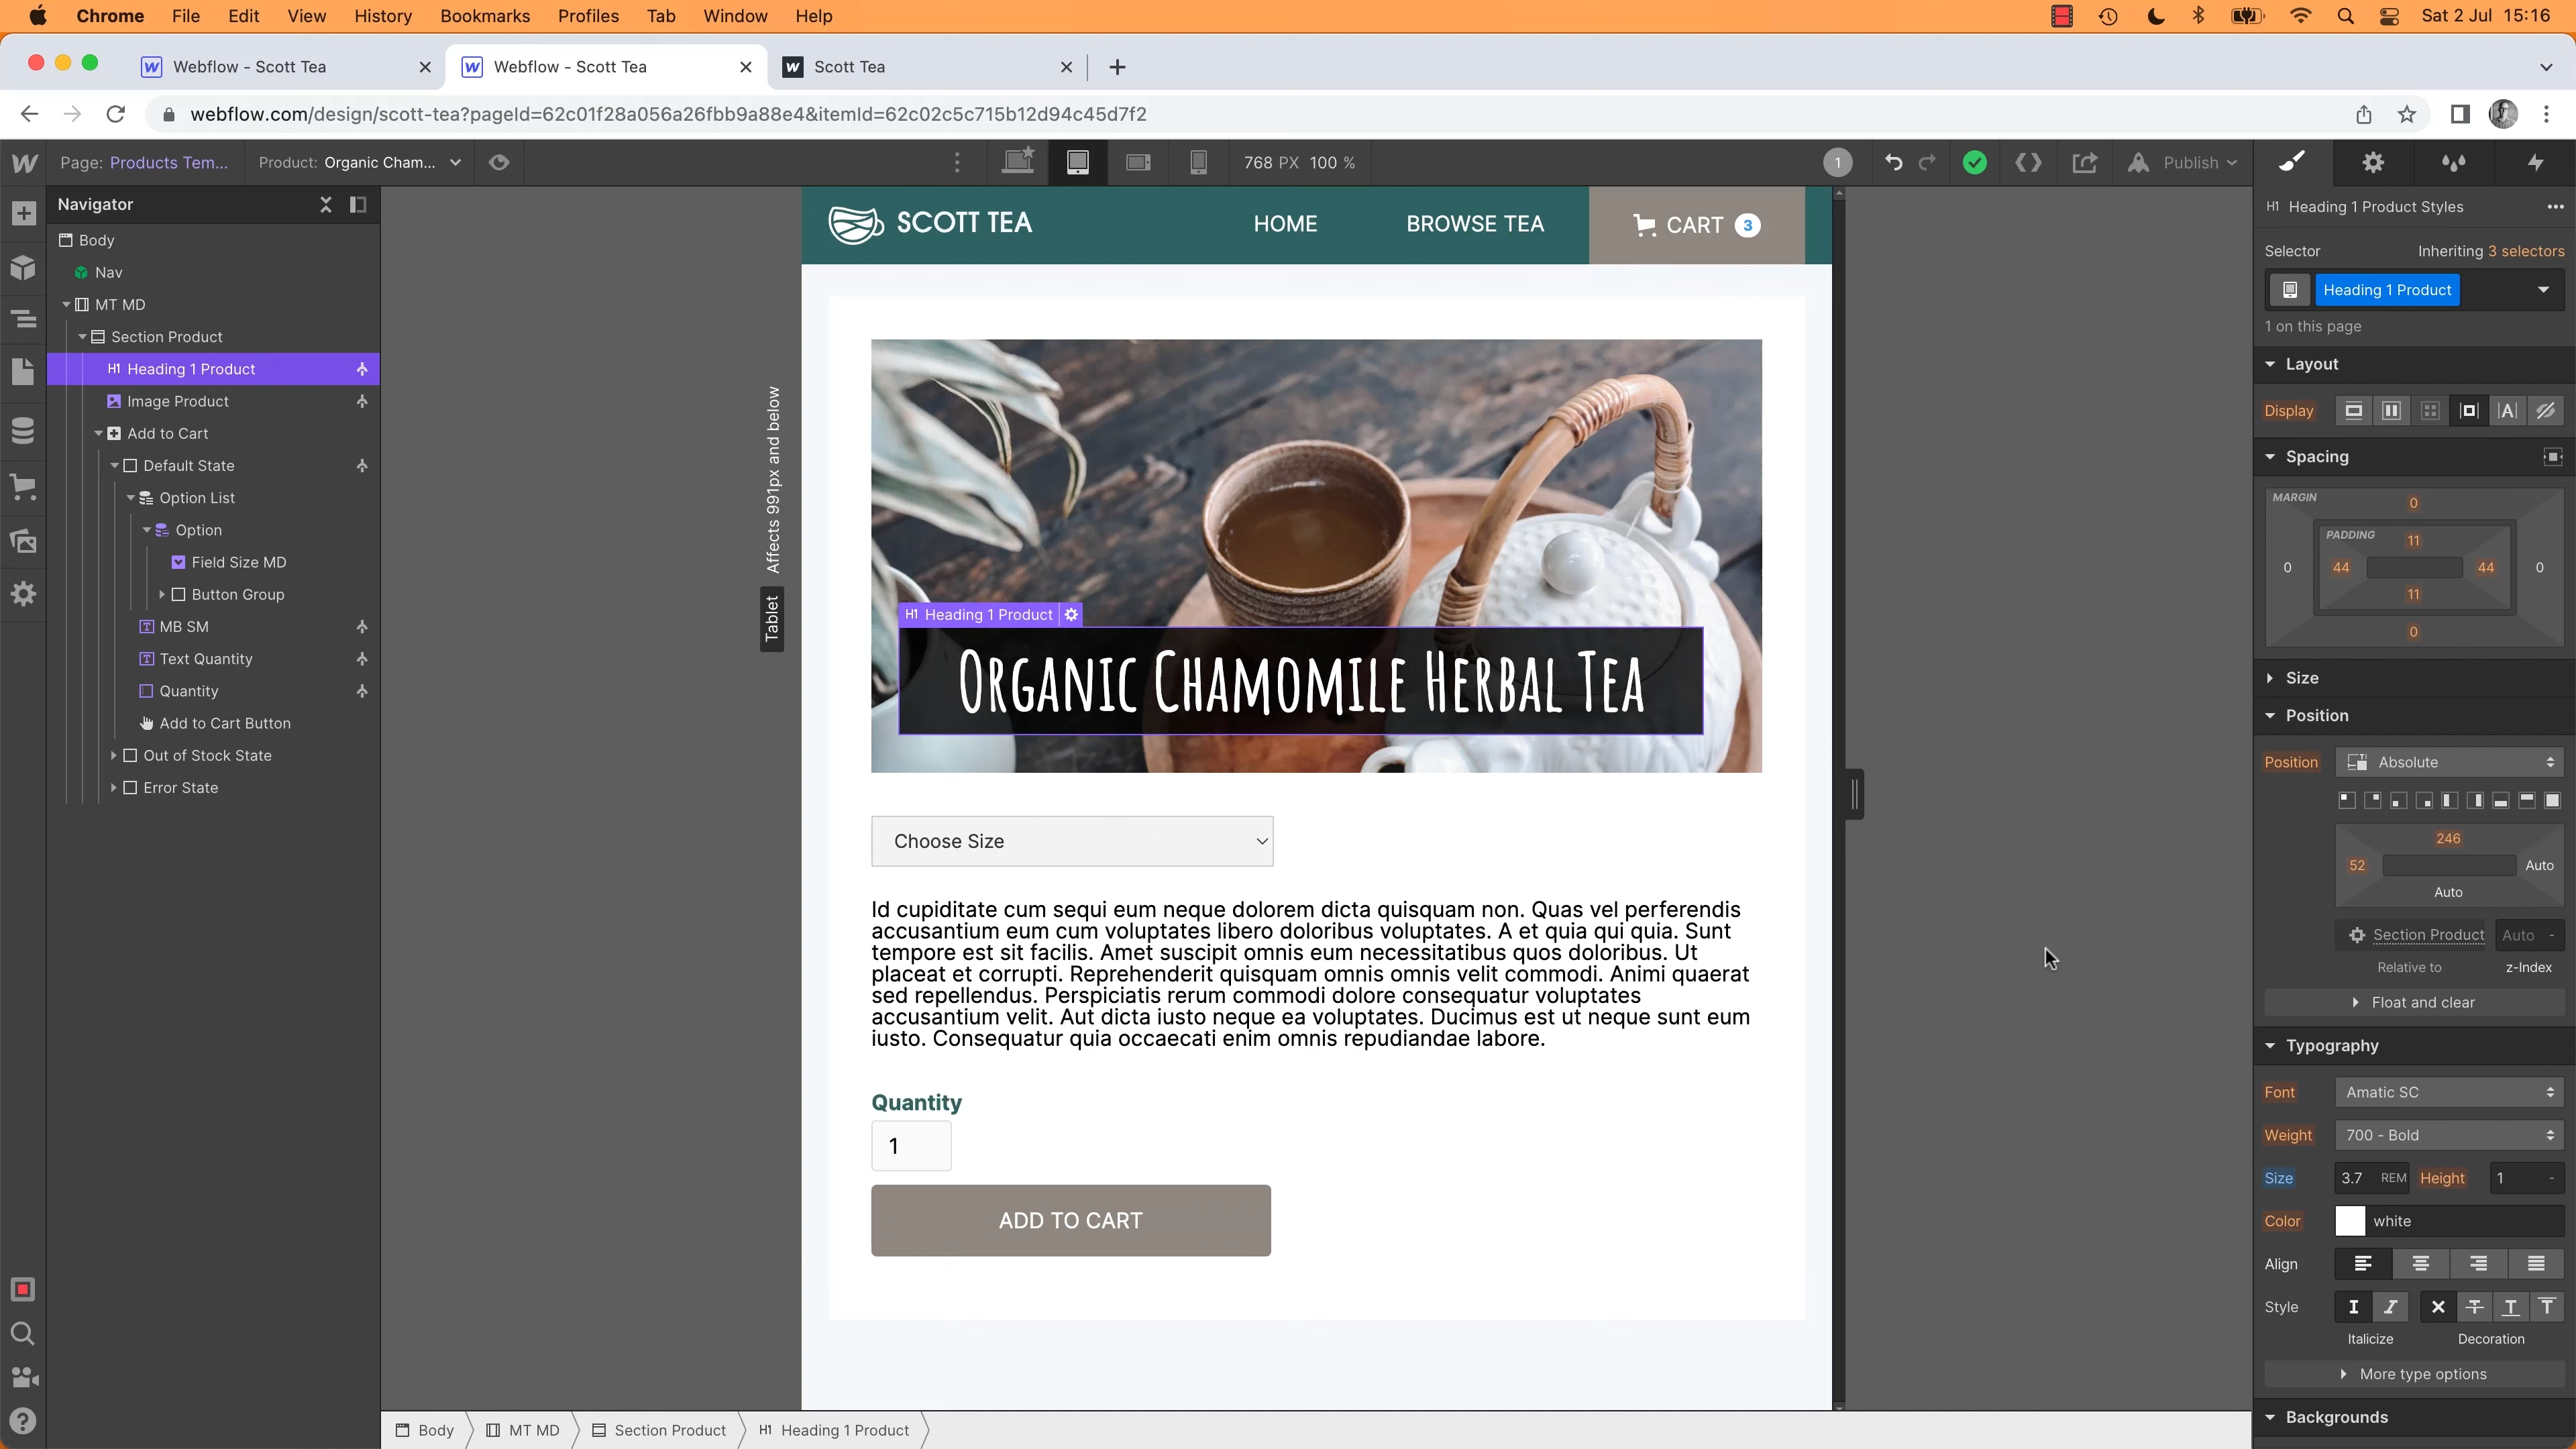 Chrome File Edit View History Bookmarks Profiles Tab Window Help Sat 2 Jul 15:16
Webflow - Scott Tea
Webflow - Scott Tea
Scott Tea
webflow.com/design/scott-tea?pageId=62c01f28a056a26fbb9a88e4&itemId=62c02c5c715b12d94c45d7f2
Page: Products Tem... Product: Organic Cham... 768 PX 100 % 1 Publish
Navigator
Body
Nav
MT MD
Section Product
H1 Heading 1 Product
Image Product
Add to Cart
Default State
Option List
Option
Field Size MD
Button Group
MB SM
Text Quantity
Quantity
Add to Cart Button
Out of Stock State
Error State
Affects 991px and below
Tablet
SCOTT TEA HOME BROWSE TEA CART 3
H1 Heading 1 Product
Organic Chamomile Herbal Tea
Choose Size
Id cupiditate cum sequi eum neque dolorem dicta quisquam non. Quas vel perferendis
accusantium eum cum voluptates libero doloribus voluptates. A et quia qui quia. Sunt
tempore est sit facilis. Amet suscipit omnis eum necessitatibus quos doloribus. Ut
placeat et corrupti. Reprehenderit quisquam omnis omnis velit commodi. Animi quaerat
sed repellendus. Perspiciatis rerum commodi dolore consequatur voluptates
accusantium velit. Aut dicta iusto neque ea voluptates. Ducimus est ut neque sunt eum
iusto. Consequatur quia occaecati enim omnis repudiandae labore.
Quantity
1
ADD TO CART
Body MT MD Section Product H1 Heading 1 Product
H1 Heading 1 Product Styles
Selector Inheriting 3 selectors
Heading 1 Product
1 on this page
Layout
Display
Spacing
MARGIN
0
PADDING
11
0 44 44 0
11
0
Size
Position
Position Absolute
246
52 Auto
Auto
Section Product Auto -
Relative to z-Index
Float and clear
Typography
Font Amatic SC
Weight 700 - Bold
Size 3.7 REM Height 1 -
Color white
Align
Style
Italicize Decoration
More type options
Backgrounds